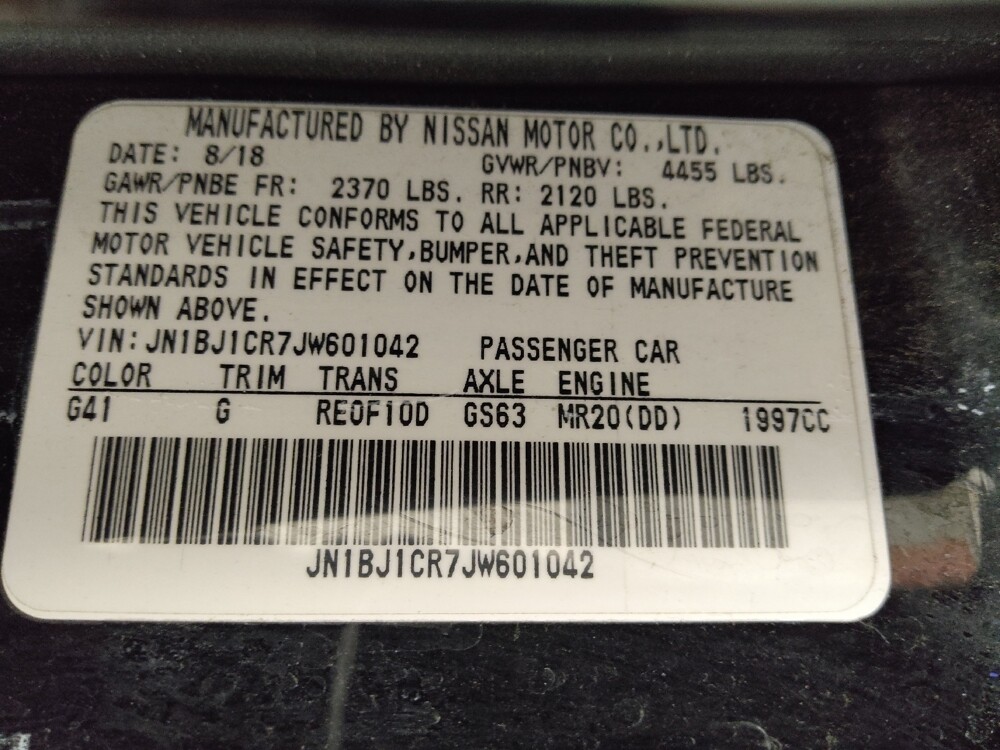 MANUFACTURED BY NISSAN MOTOR CO.,LTD.
DATE: 8/18 GVWR/PNBV: 4455 LBS.
GAWR/PNBE FR: 2370 LBS. RR: 2120 LBS.
THIS VEHICLE CONFORMS TO ALL APPLICABLE FEDERAL
MOTOR VEHICLE SAFETY,BUMPER,AND THEFT PREVENTION
STANDARDS IN EFFECT ON THE DATE OF MANUFACTURE
SHOWN ABOVE.
VIN:JN1BJ1CR7JW601042 PASSENGER CAR
COLOR TRIM TRANS AXLE ENGINE
G41 G RE0F10D GS63 MR20(DD) 1997CC
JN1BJ1CR7JW601042